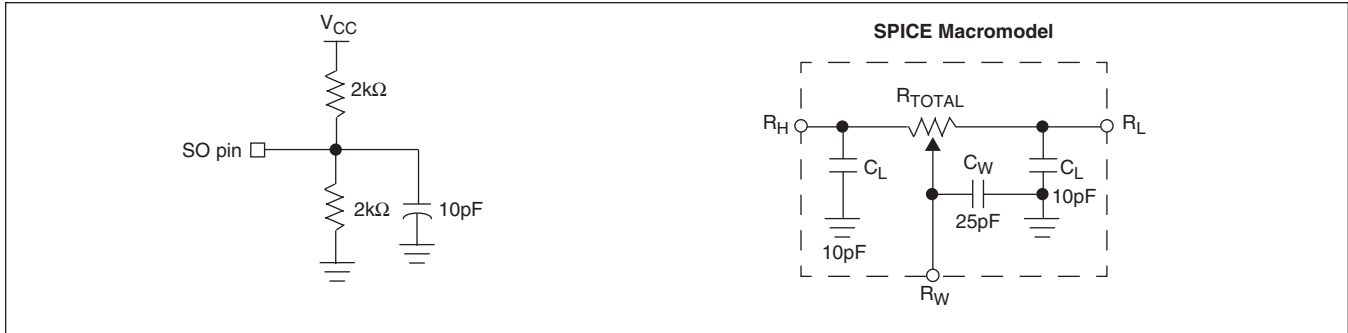 V_CC
2kΩ
SO pin
2kΩ
10pF
SPICE Macromodel
R_TOTAL
R_H
R_L
C_L
C_W
C_L
10pF
25pF
10pF
R_W